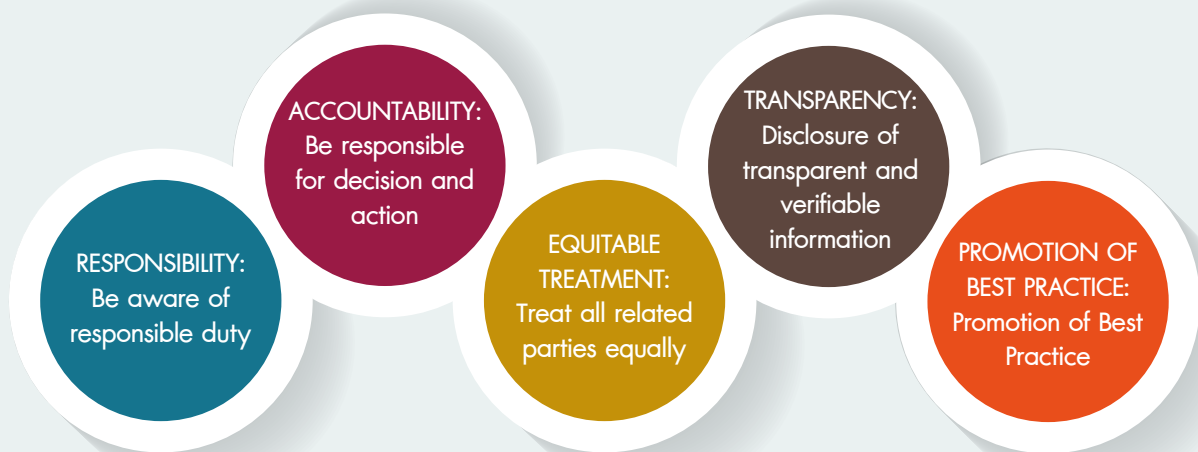 RESPONSIBILITY:
Be aware of
responsible duty
ACCOUNTABILITY:
Be responsible
for decision and
action
EQUITABLE
TREATMENT:
Treat all related
parties equally
TRANSPARENCY:
Disclosure of
transparent and
verifiable
information
PROMOTION OF
BEST PRACTICE:
Promotion of Best
Practice